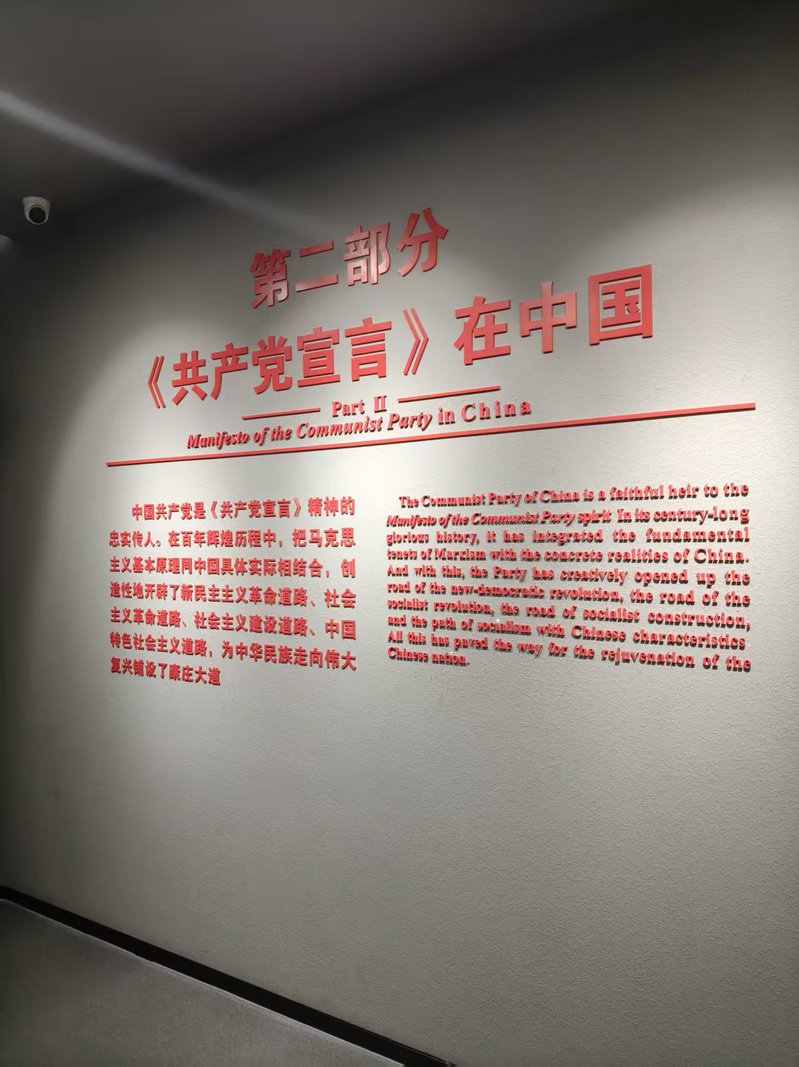 第二部分
《共产党宣言》在中国
Part II
Manifesto of the Communist Party in China
中国共产党是《共产党宣言》精神的
忠实传人。在百年辉煌历程中，把马克思
主义基本原理同中国具体实际相结合，创
造性地开辟了新民主主义革命道路、社会
主义革命道路、社会主义建设道路、中国
特色社会主义道路，为中华民族走向伟大
复兴铺设了康庄大道
The Communist Party of China is a faithful heir to the
Manifesto of the Communist Party spirit In its century-long
glorious history, it has integrated the fundamental
tenets of Marxism with the concrete realities of China.
And with this, the Party has creatively opened up the
road of the new-democratic revolution, the road of the
socialist revolution, the road of socialist construction,
and the path of socialism with Chinese characteristics
All this has paved the way for the rejuvenation of the
Chinese nation.